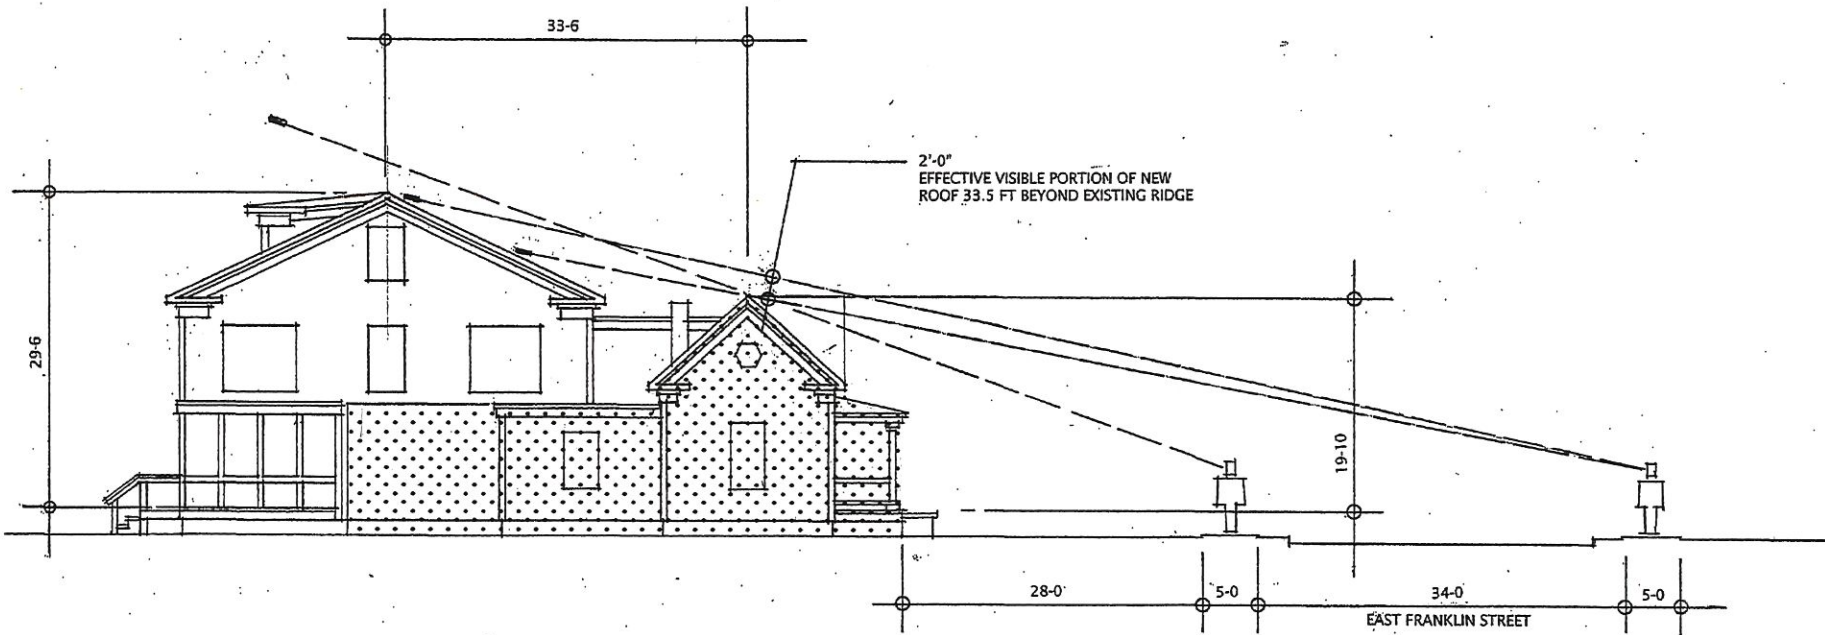 33-6
2'-0"
EFFECTIVE VISIBLE PORTION OF NEW
ROOF 33.5 FT BEYOND EXISTING RIDGE
29-6
19-10
28-0
5-0
34-0
5-0
EAST FRANKLIN STREET